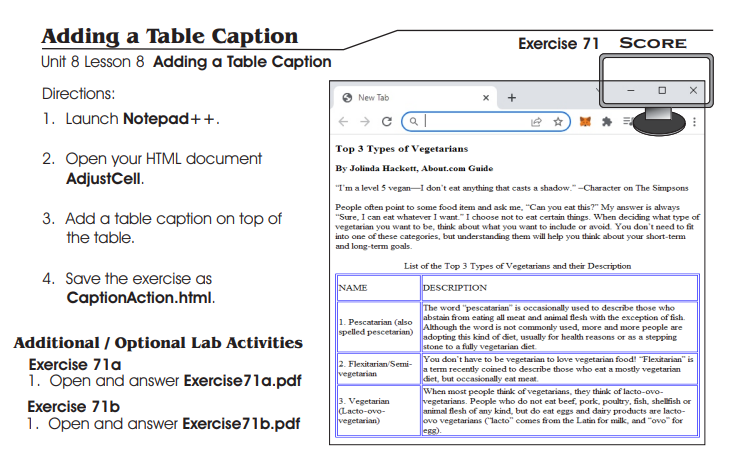 Adding a Table Caption
Exercise 71 SCORE
Unit 8 Lesson 8 Adding a Table Caption
Directions:
1. Launch Notepad++.
2. Open your HTML document
AdjustCell.
3. Add a table caption on top of
the table.
4. Save the exercise as
CaptionAction.html.
Additional / Optional Lab Activities
Exercise 71a
1. Open and answer Exercise71a.pdf
Exercise 71b
1. Open and answer Exercise71b.pdf
New Tab
Top 3 Types of Vegetarians
By Jolinda Hackett, About.com Guide
"I'm a level 5 vegan—I don't eat anything that casts a shadow." –Character on The Simpsons
People often point to some food item and ask me, "Can you eat this?" My answer is always
"Sure, I can eat whatever I want." I choose not to eat certain things. When deciding what type of
vegetarian you want to be, think about what you want to include or avoid. You don't need to fit
into one of these categories, but understanding them will help you think about your short-term
and long-term goals.
List of the Top 3 Types of Vegetarians and their Description
NAME
DESCRIPTION
1. Pescatarian (also
spelled pescetarian)
The word "pescatarian" is occasionally used to describe those who
abstain from eating all meat and animal flesh with the exception of fish.
Although the word is not commonly used, more and more people are
adopting this kind of diet, usually for health reasons or as a stepping
stone to a fully vegetarian diet.
2. Flexitarian/Semi-
vegetarian
You don't have to be vegetarian to love vegetarian food! "Flexitarian" is
a term recently coined to describe those who eat a mostly vegetarian
diet, but occasionally eat meat.
3. Vegetarian
(Lacto-ovo-
vegetarian)
When most people think of vegetarians, they think of lacto-ovo-
vegetarians. People who do not eat beef, pork, poultry, fish, shellfish or
animal flesh of any kind, but do eat eggs and dairy products are lacto-
ovo vegetarians ("lacto" comes from the Latin for milk, and "ovo" for
egg).